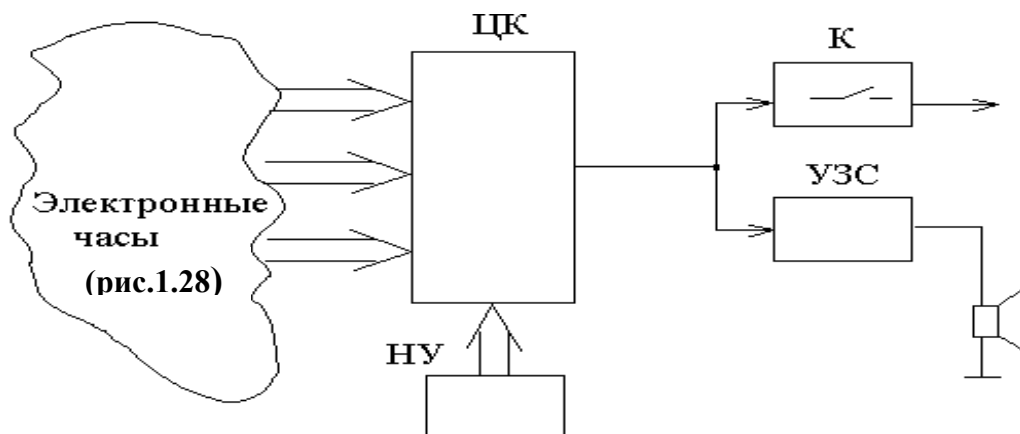 ЦК
К
УЗС
Электронные
часы
(рис.1.28)
НУ